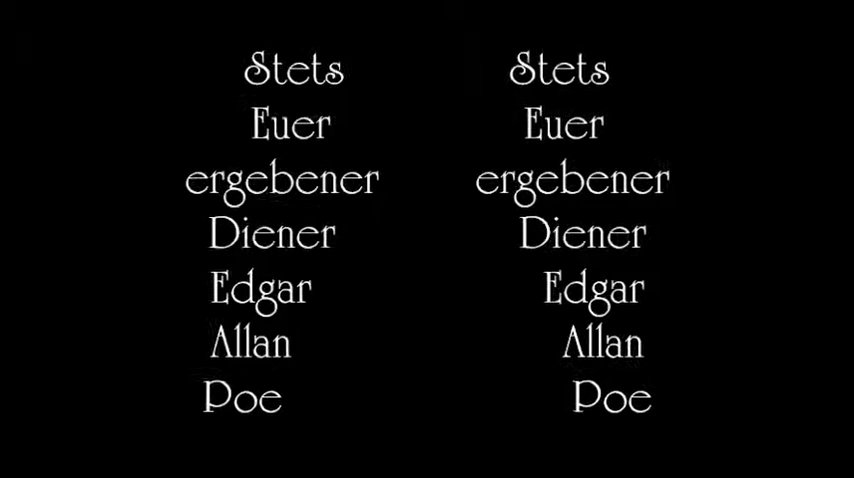 Stets Stets
Euer Euer
ergebener ergebener
Diener Diener
Edgar Edgar
Allan Allan
Poe Poe